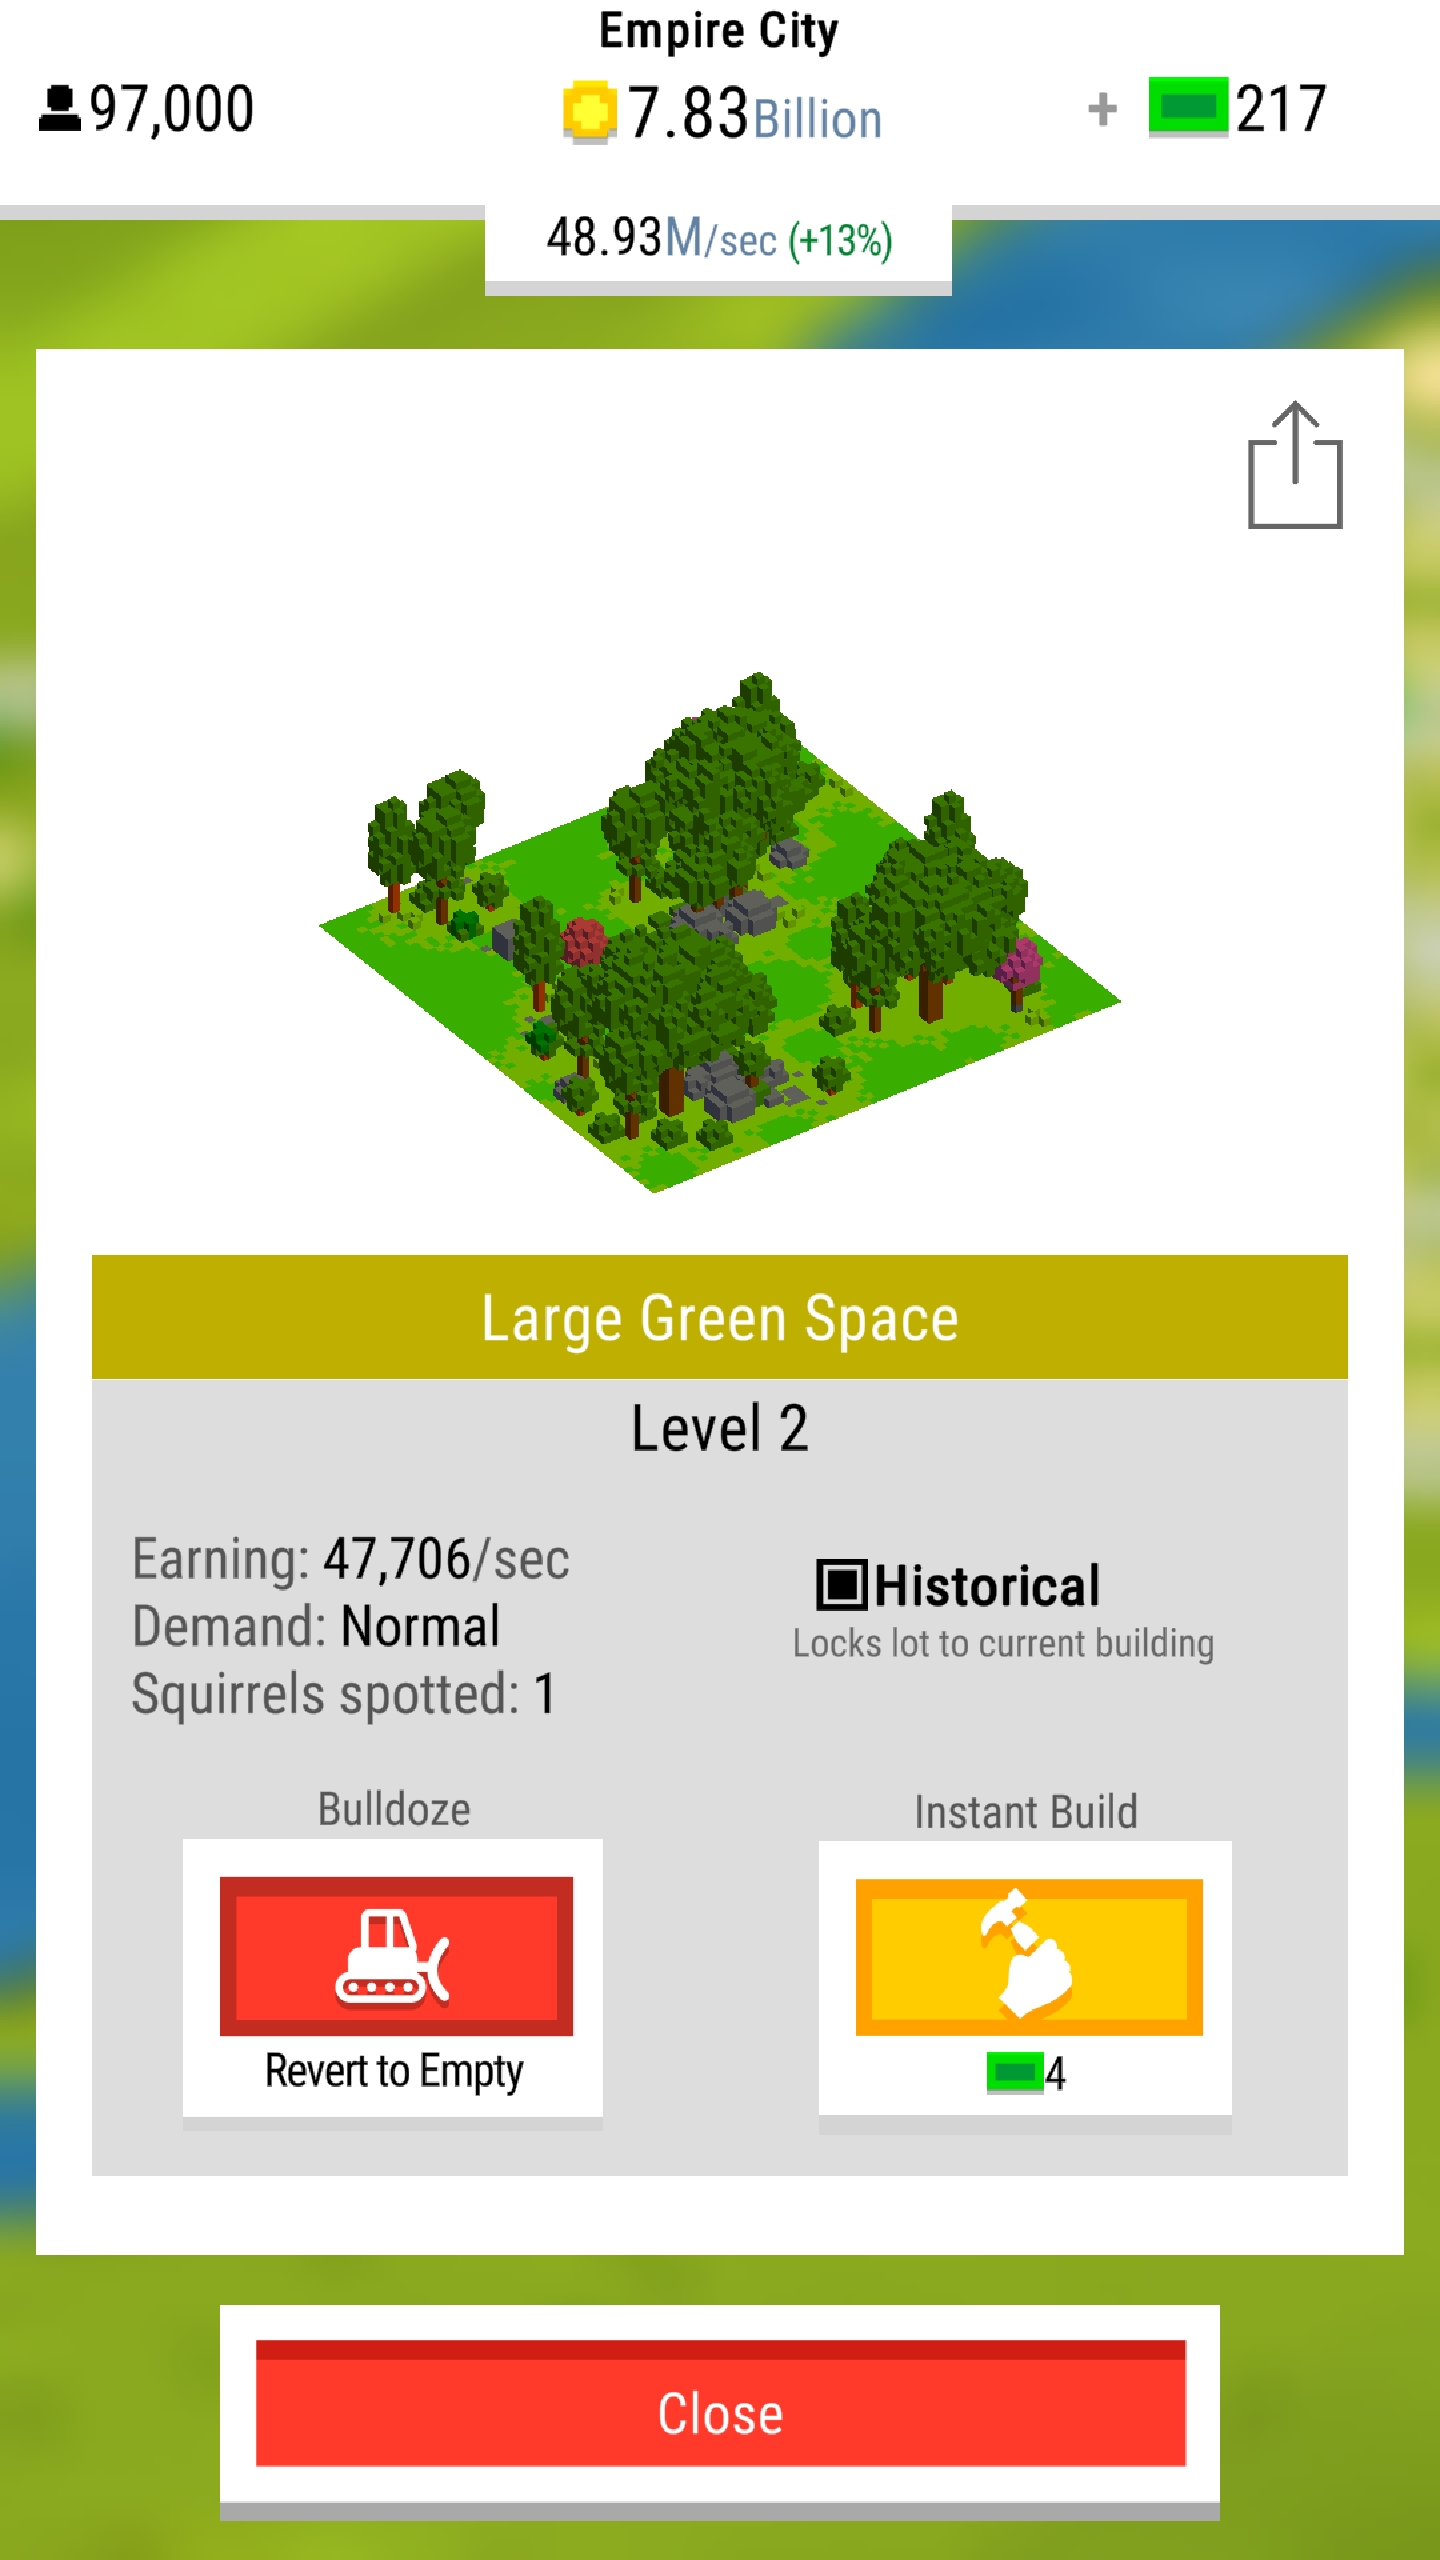 Empire City
97,000
7.83Billion
+ 217
48.93M/sec (+13%)
Large Green Space
Level 2
Earning: 47,706/sec
Demand: Normal
Squirrels spotted: 1
Historical
Locks lot to current building
Bulldoze
Revert to Empty
Instant Build
4
Close